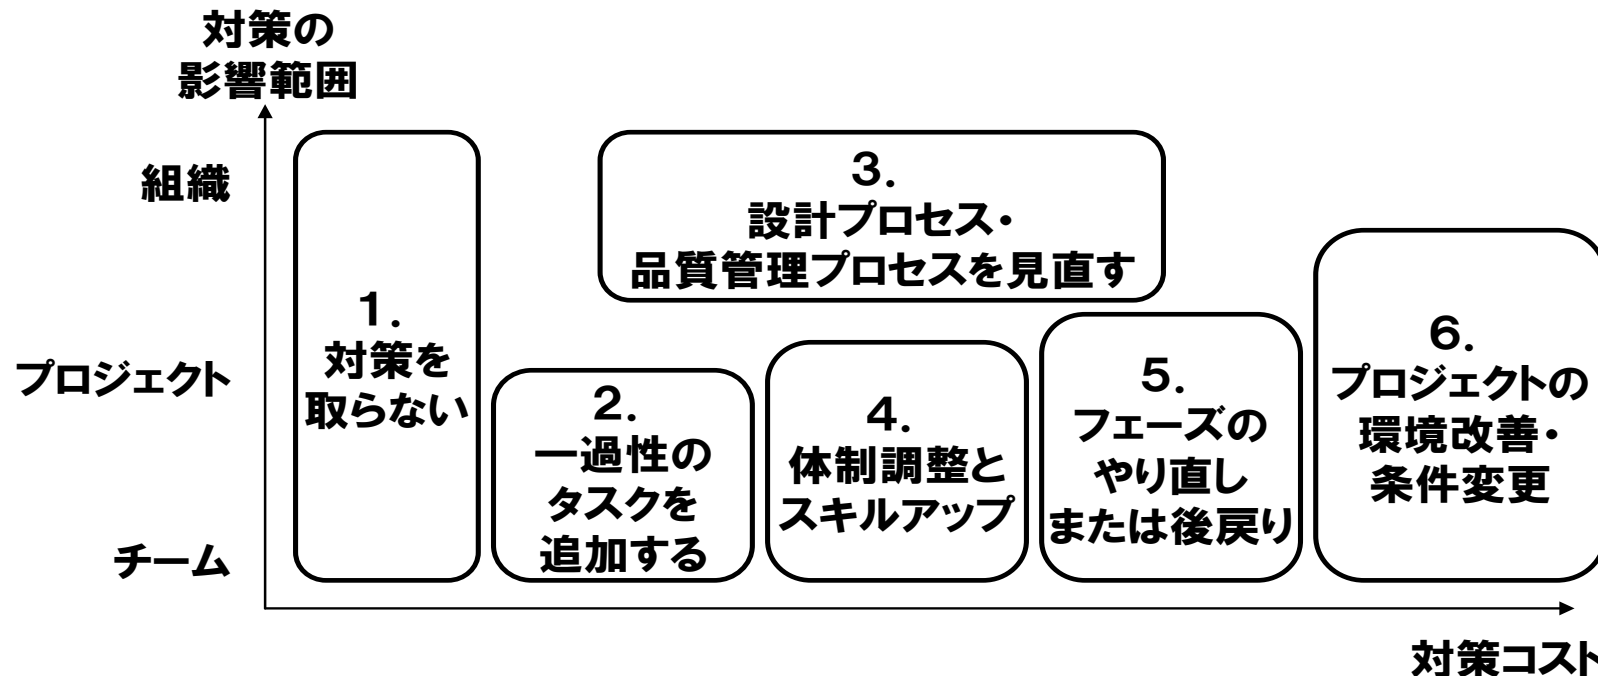 対策の
影響範囲
組織
プロジェクト
チーム
1.
対策を
取らない
2.
一過性の
タスクを
追加する
3.
設計プロセス・
品質管理プロセスを見直す
4.
体制調整と
スキルアップ
5.
フェーズの
やり直し
または後戻り
6.
プロジェクトの
環境改善・
条件変更
対策コスト